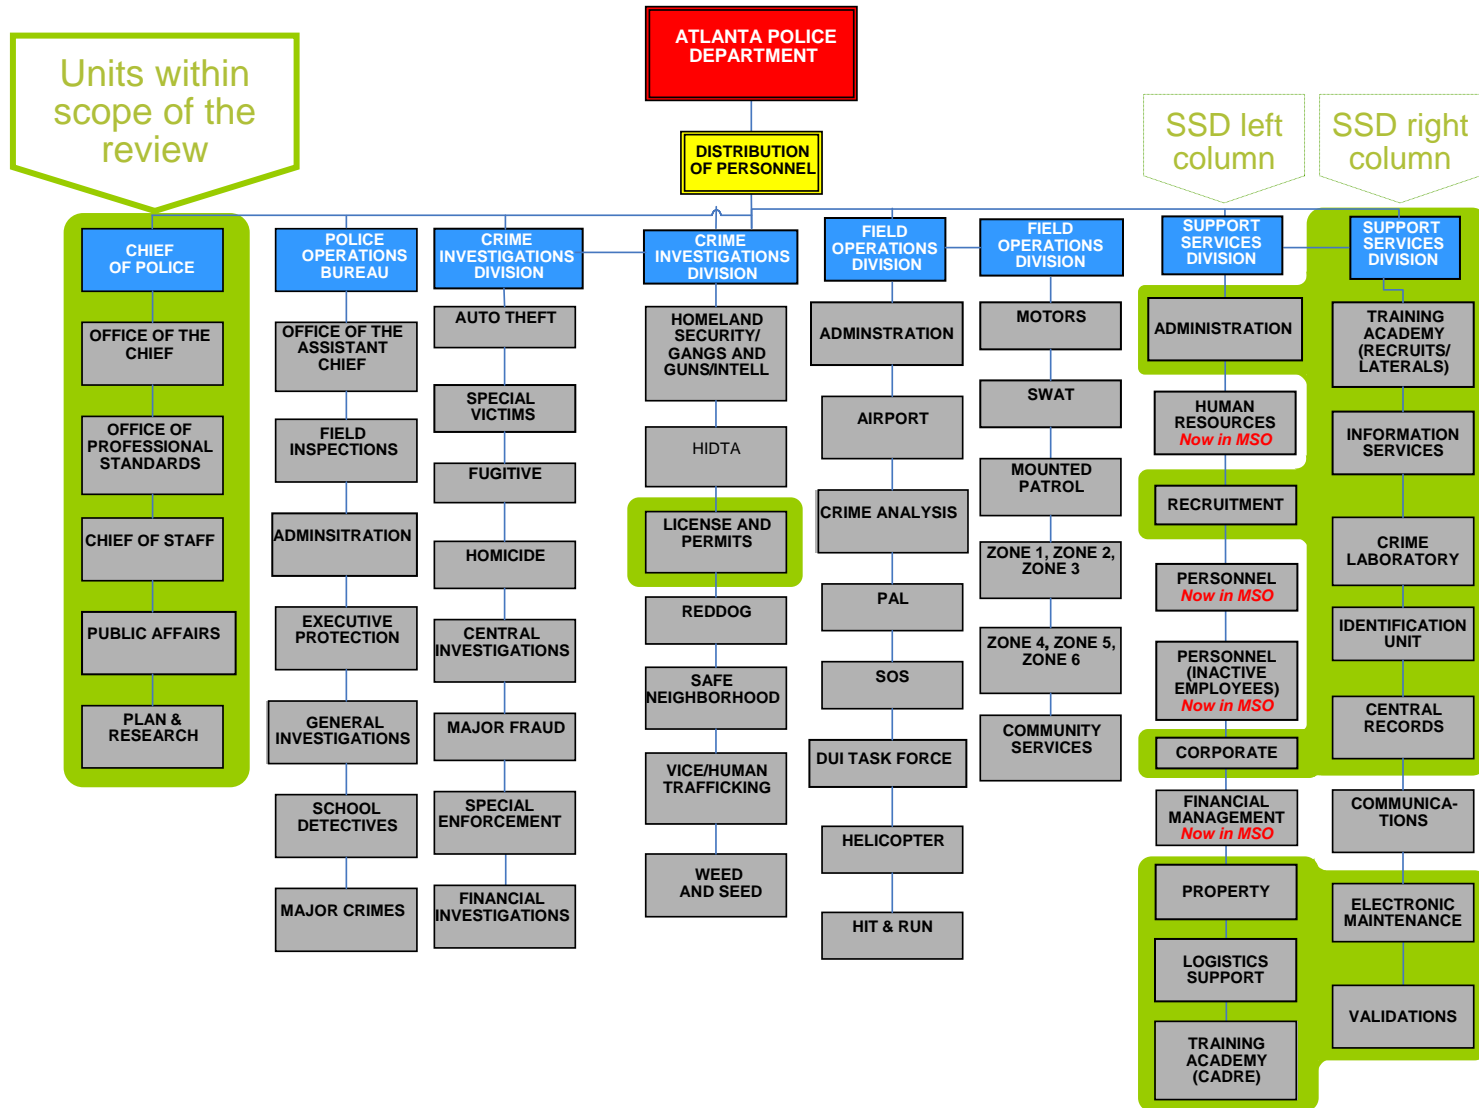 ATLANTA POLICE
DEPARTMENT
Units within
scope of the
review
SSD left
column
SSD right
column
DISTRIBUTION
OF PERSONNEL
CHIEF
OF POLICE
OFFICE OF THE
CHIEF
OFFICE OF
PROFESSIONAL
STANDARDS
CHIEF OF STAFF
PUBLIC AFFAIRS
PLAN &
RESEARCH
POLICE
OPERATIONS
BUREAU
OFFICE OF THE
ASSISTANT
CHIEF
FIELD
INSPECTIONS
ADMINSITRATION
EXECUTIVE
PROTECTION
GENERAL
INVESTIGATIONS
SCHOOL
DETECTIVES
MAJOR CRIMES
CRIME
INVESTIGATIONS
DIVISION
AUTO THEFT
SPECIAL
VICTIMS
FUGITIVE
HOMICIDE
CENTRAL
INVESTIGATIONS
MAJOR FRAUD
SPECIAL
ENFORCEMENT
FINANCIAL
INVESTIGATIONS
CRIME
INVESTIGATIONS
DIVISION
HOMELAND
SECURITY/
GANGS AND
GUNS/INTELL
HIDTA
LICENSE AND
PERMITS
REDDOG
SAFE
NEIGHBORHOOD
VICE/HUMAN
TRAFFICKING
WEED
AND SEED
FIELD
OPERATIONS
DIVISION
ADMINSTRATION
AIRPORT
CRIME ANALYSIS
PAL
SOS
DUI TASK FORCE
HELICOPTER
HIT & RUN
FIELD
OPERATIONS
DIVISION
MOTORS
SWAT
MOUNTED
PATROL
ZONE 1, ZONE 2,
ZONE 3
ZONE 4, ZONE 5,
ZONE 6
COMMUNITY
SERVICES
SUPPORT
SERVICES
DIVISION
ADMINISTRATION
HUMAN
RESOURCES
Now in MSO
RECRUITMENT
PERSONNEL
Now in MSO
PERSONNEL
(INACTIVE
EMPLOYEES)
Now in MSO
CORPORATE
FINANCIAL
MANAGEMENT
Now in MSO
PROPERTY
LOGISTICS
SUPPORT
TRAINING
ACADEMY
(CADRE)
SUPPORT
SERVICES
DIVISION
TRAINING
ACADEMY
(RECRUITS/
LATERALS)
INFORMATION
SERVICES
CRIME
LABORATORY
IDENTIFICATION
UNIT
CENTRAL
RECORDS
COMMUNICA-
TIONS
ELECTRONIC
MAINTENANCE
VALIDATIONS